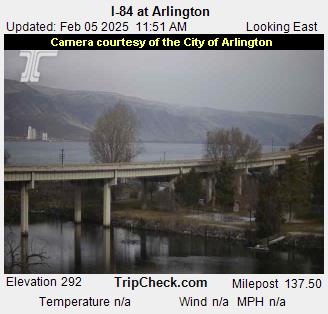 I-84 at Arlington
Updated: Feb 05 2025 11:51 AM Looking East
Camera courtesy of the City of Arlington
Elevation 292 TripCheck.com Milepost 137.50
Temperature n/a Wind n/a MPH n/a